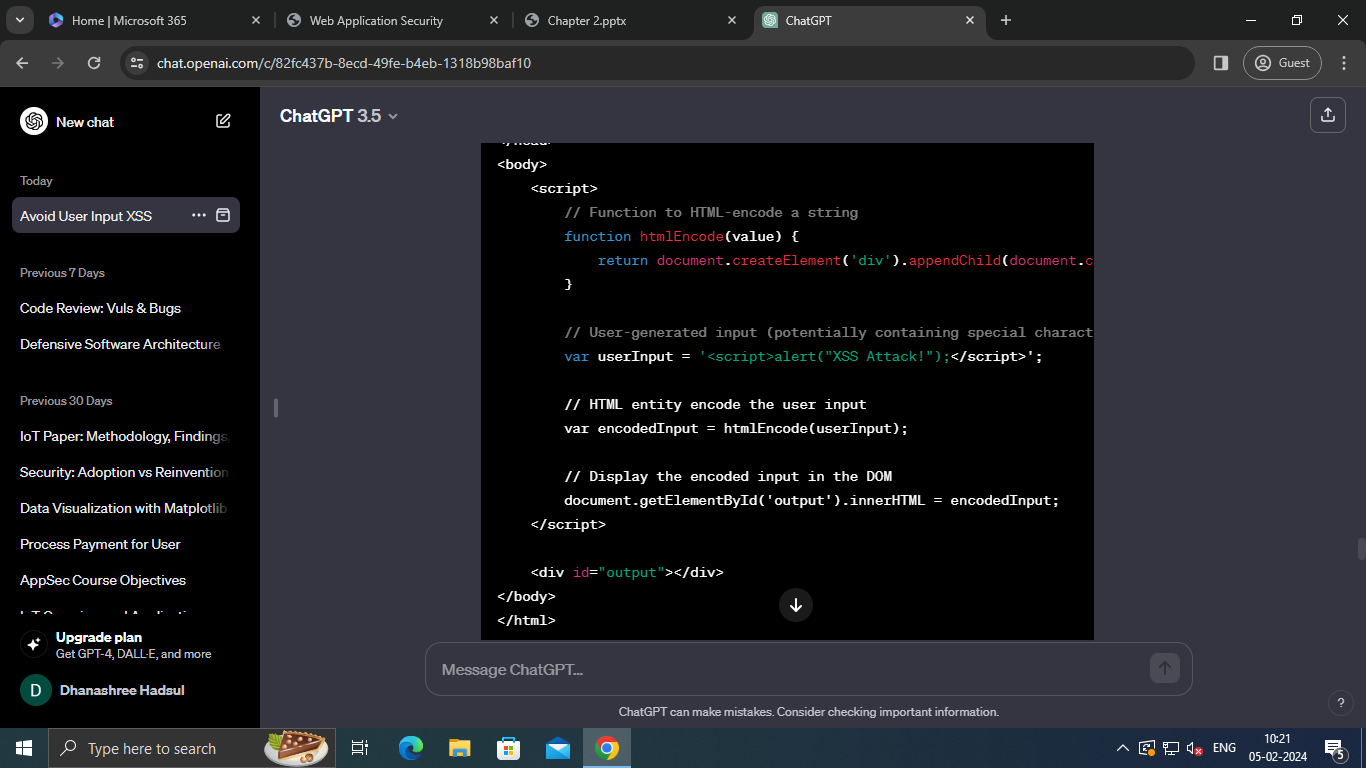 Home | Microsoft 365
Web Application Security
Chapter 2.pptx
ChatGPT
chat.openai.com/c/82fc437b-8ecd-49fe-b4eb-1318b98baf10
Guest
New chat
Today
Avoid User Input XSS
Previous 7 Days
Code Review: Vuls & Bugs
Defensive Software Architecture
Previous 30 Days
IoT Paper: Methodology, Findings,
Security: Adoption vs Reinvention
Data Visualization with Matplotlib
Process Payment for User
AppSec Course Objectives
Upgrade plan
Get GPT-4, DALL·E, and more
D
Dhanashree Hadsul
ChatGPT 3.5
</head>
<body>
<script>
// Function to HTML-encode a string
function htmlEncode(value) {
return document.createElement('div').appendChild(document.c
}
// User-generated input (potentially containing special charact
var userInput = '<script>alert("XSS Attack!");</script>';
// HTML entity encode the user input
var encodedInput = htmlEncode(userInput);
// Display the encoded input in the DOM
document.getElementById('output').innerHTML = encodedInput;
</script>
<div id="output"></div>
</body>
</html>
Message ChatGPT...
ChatGPT can make mistakes. Consider checking important information.
?
Type here to search
ENG
10:21
05-02-2024
5